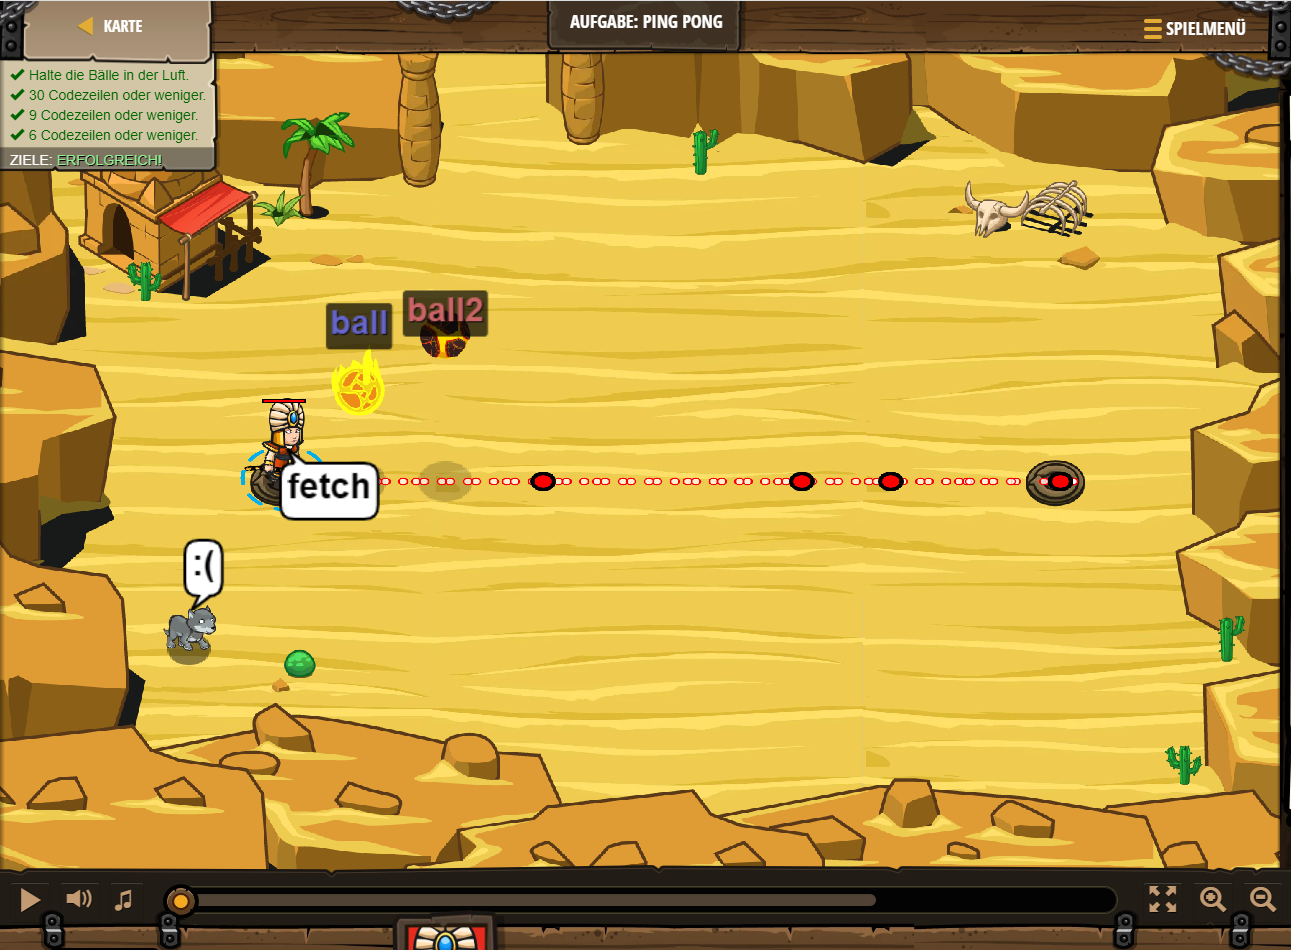 KARTE
AUFGABE: PING PONG
SPIELMENÜ
Halte die Bälle in der Luft.
30 Codezeilen oder weniger.
9 Codezeilen oder weniger.
6 Codezeilen oder weniger.
ZIELE: ERFOLGREICH!
ball
ball2
fetch
:(